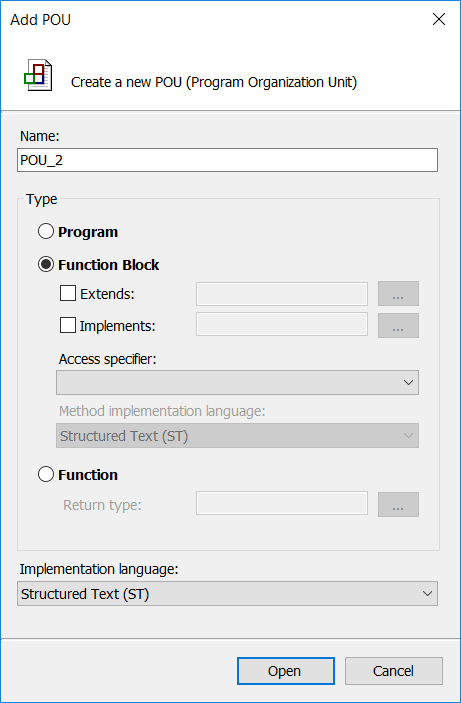 Add POU
Create a new POU (Program Organization Unit)
Name:
POU_2
Type
Program
Function Block
Extends:
...
Implements:
...
Access specifier:
Method implementation language:
Structured Text (ST)
Function
Return type:
...
Implementation language:
Structured Text (ST)
Open
Cancel